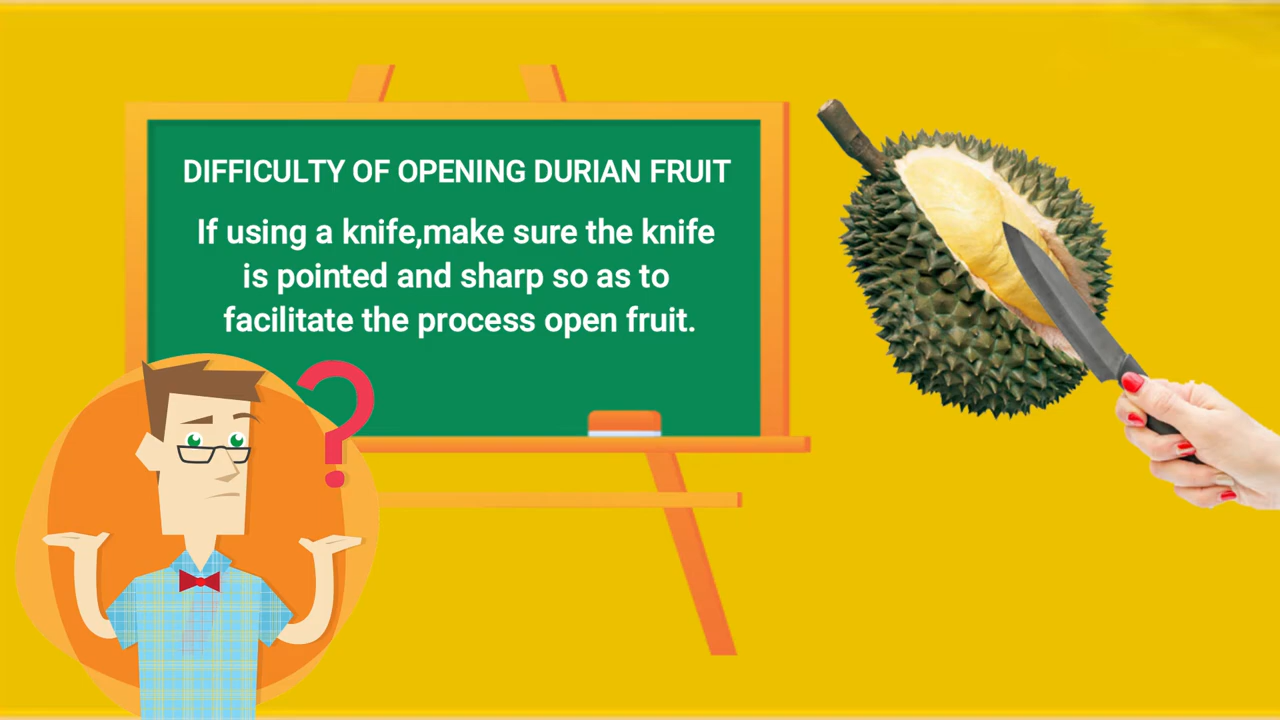 DIFFICULTY OF OPENING DURIAN FRUIT
If using a knife,make sure the knife
is pointed and sharp so as to
facilitate the process open fruit.
?